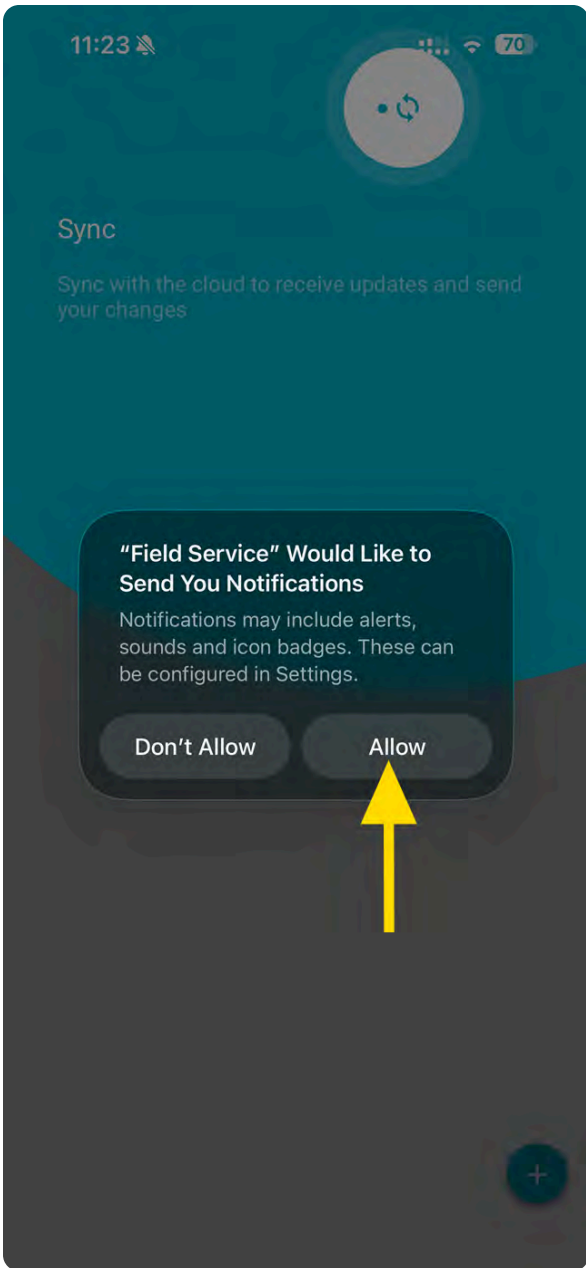 11:23
70
Sync
Sync with the cloud to receive updates and send
your changes
“Field Service” Would Like to
Send You Notifications
Notifications may include alerts,
sounds and icon badges. These can
be configured in Settings.
Don’t Allow
Allow
+